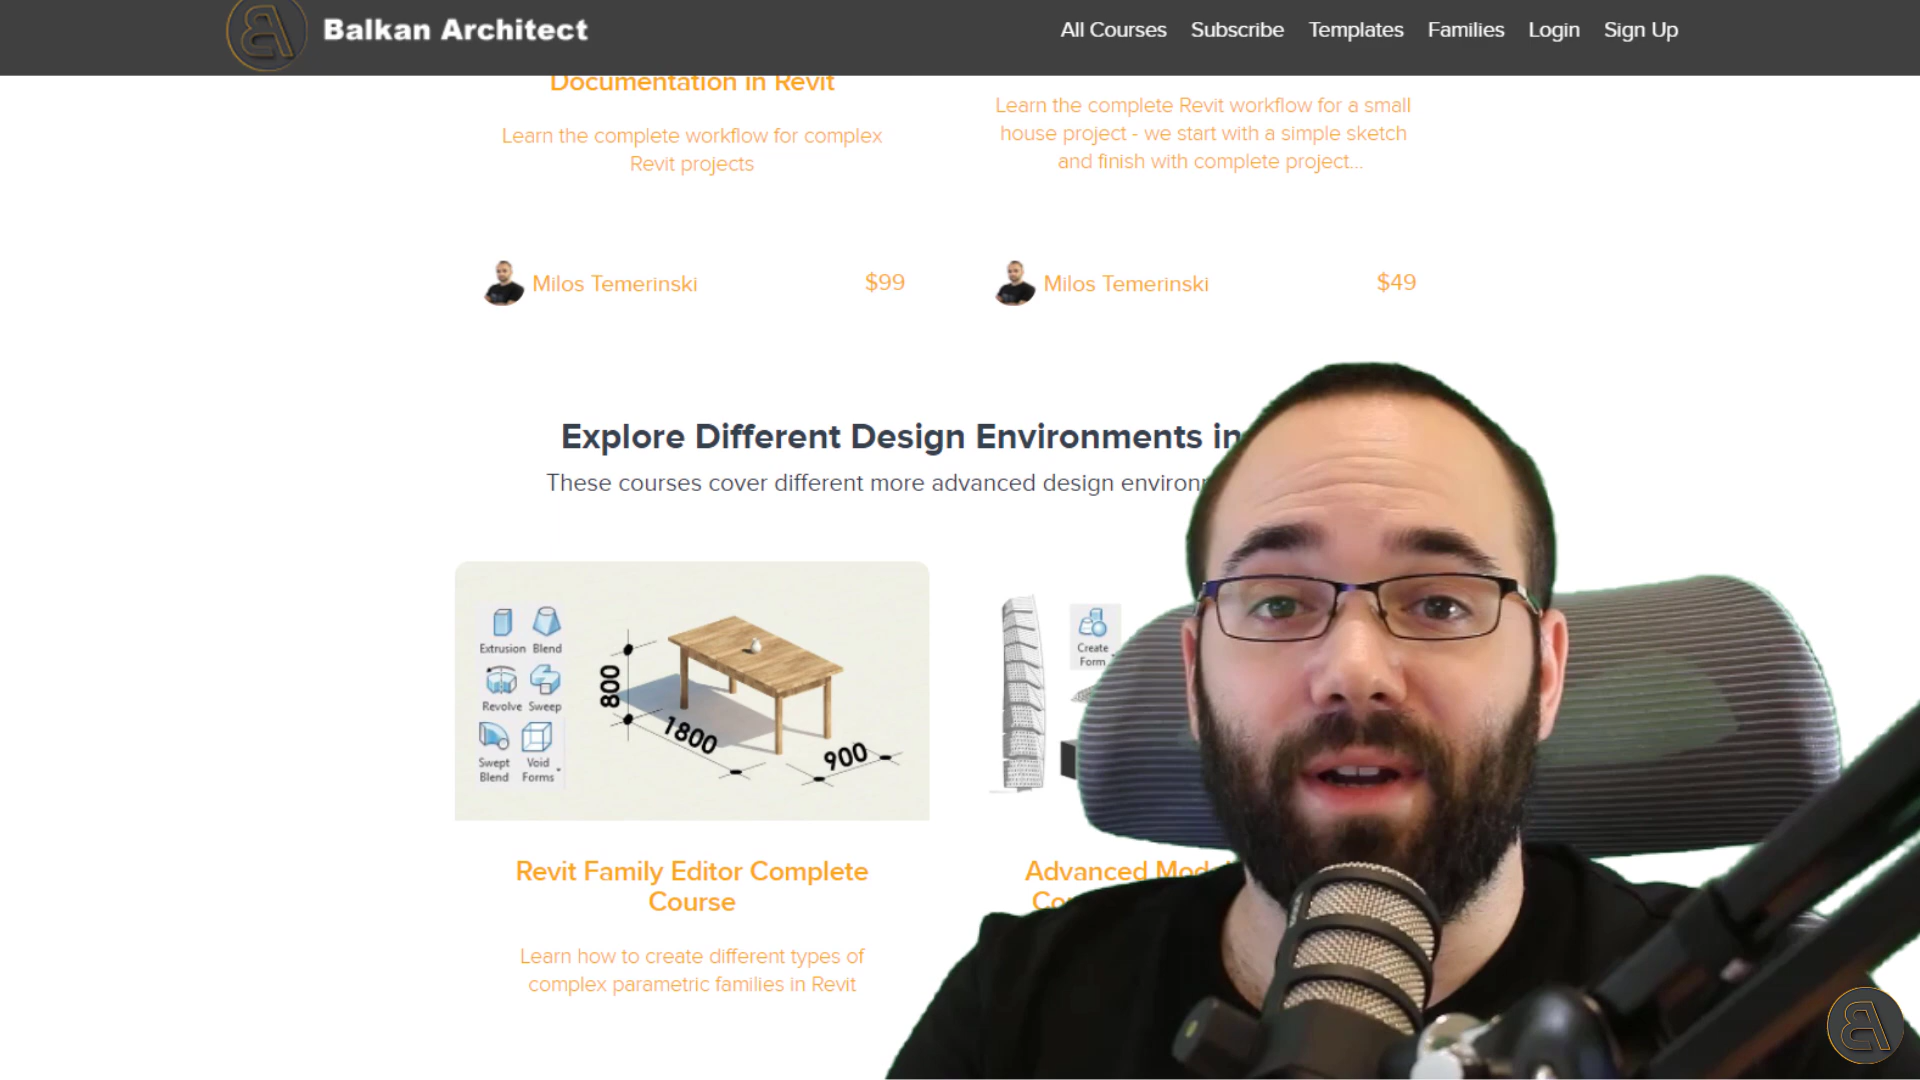 Balkan Architect
All Courses Subscribe Templates Families Login Sign Up
Documentation in Revit
Learn the complete workflow for complex
Revit projects
Milos Temerinski $99
Learn the complete Revit workflow for a small
house project - we start with a simple sketch
and finish with complete project...
Milos Temerinski $49
Explore Different Design Environments in
These courses cover different more advanced design
Extrusion Blend
Revolve Sweep
Swept Void
Blend Forms
800
1800
900
Create
Form
Revit Family Editor Complete
Course
Learn how to create different types of
complex parametric families in Revit
Advanced